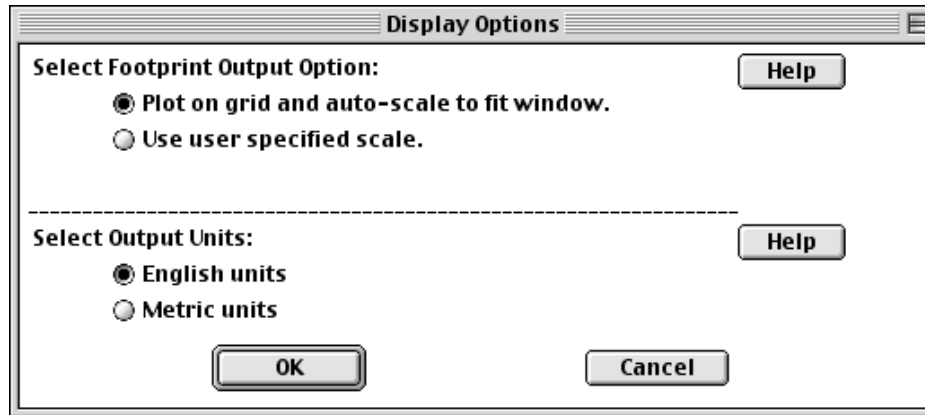 Display Options
Select Footprint Output Option:
Help
Plot on grid and auto-scale to fit window.
Use user specified scale.
Select Output Units:
Help
English units
Metric units
OK
Cancel